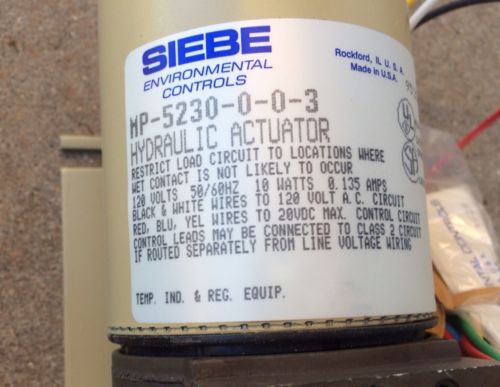 SIEBE
ENVIRONMENTAL
CONTROLS
Rockford, IL U. S. A.
Made in U.S.A.
MP-5230-0-0-3
HYDRAULIC ACTUATOR
RESTRICT LOAD CIRCUIT TO LOCATIONS WHERE
WET CONTACT IS NOT LIKELY TO OCCUR
120 VOLTS 50/60HZ 10 WATTS 0.135 AMPS
BLACK & WHITE WIRES TO 120 VOLT A.C. CIRCUIT
RED, BLU, YEL WIRES TO 20VDC MAX. CONTROL CIRCUIT
CONTROL LEADS MAY BE CONNECTED TO CLASS 2 CIRCUIT
IF ROUTED SEPARATELY FROM LINE VOLTAGE WIRING
TEMP. IND. & REG. EQUIP.